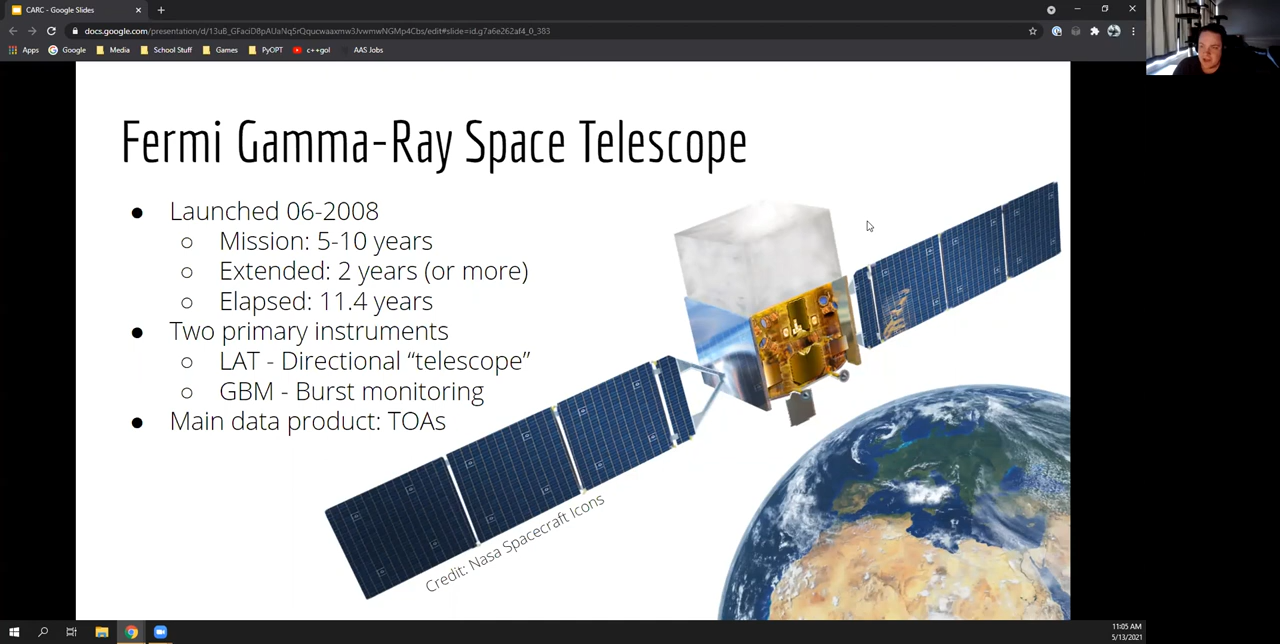 CARC - Google Slides
docs.google.com/presentation/d/13uB_GFaciD8pAUaNq5rQqucwaaxmw3JvwmwNGMp4Cbs/edit#slide=id.g7a6e262af4_0_383
Apps Google Media School Stuff Games PyOPT c++gol AAS Jobs
Fermi Gamma-Ray Space Telescope
● Launched 06-2008
○ Mission: 5-10 years
○ Extended: 2 years (or more)
○ Elapsed: 11.4 years
● Two primary instruments
○ LAT - Directional “telescope”
○ GBM - Burst monitoring
● Main data product: TOAs
Credit: Nasa Spacecraft Icons
11:05 AM
5/13/2021